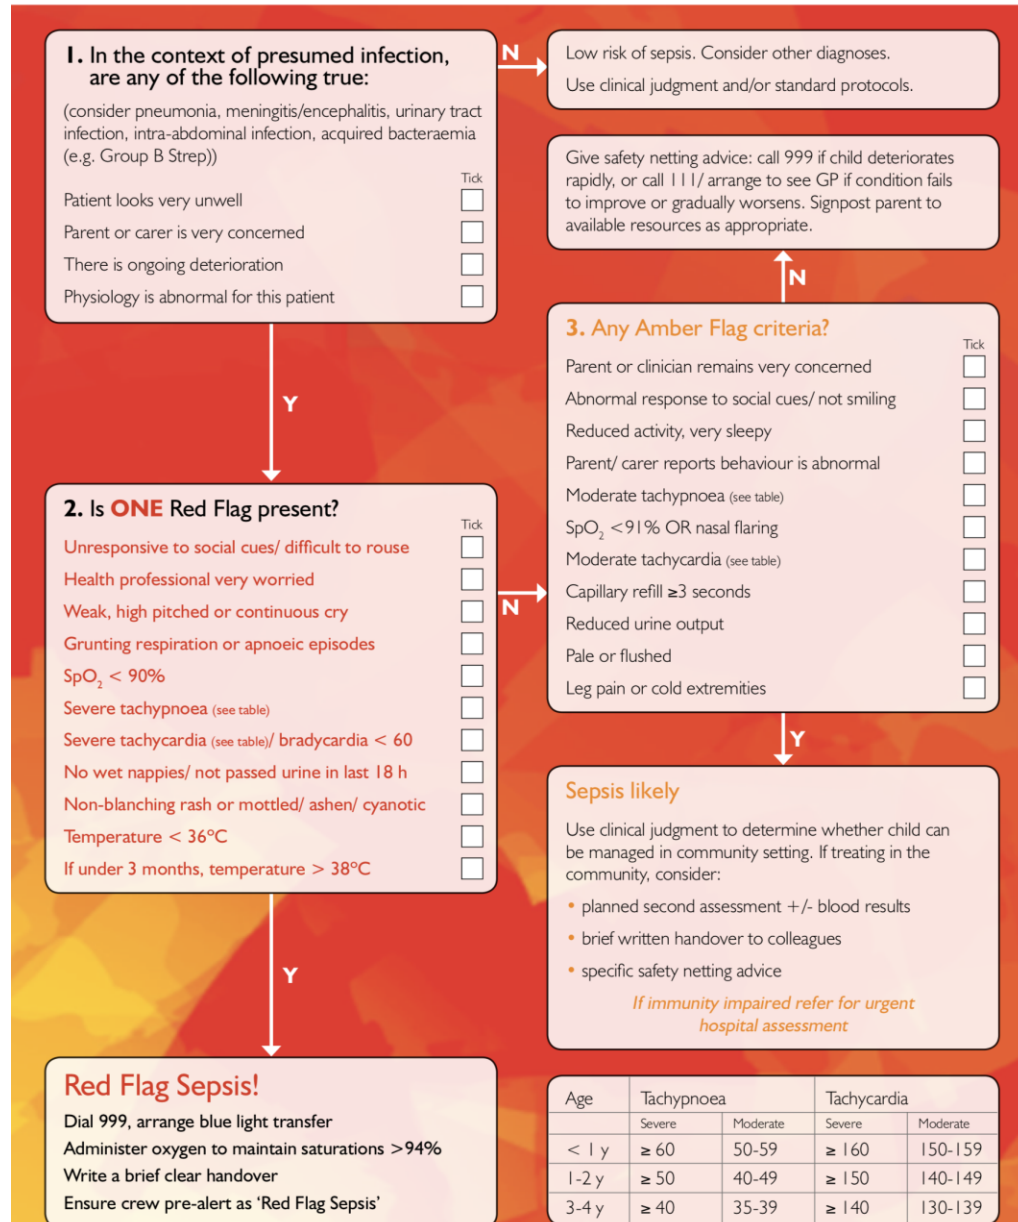 1. In the context of presumed infection,
are any of the following true:
(consider pneumonia, meningitis/encephalitis, urinary tract
infection, intra-abdominal infection, acquired bacteraemia
(e.g. Group B Strep))
Tick
Patient looks very unwell
Parent or carer is very concerned
There is ongoing deterioration
Physiology is abnormal for this patient
N
Low risk of sepsis. Consider other diagnoses.
Use clinical judgment and/or standard protocols.
Give safety netting advice: call 999 if child deteriorates
rapidly, or call 111/ arrange to see GP if condition fails
to improve or gradually worsens. Signpost parent to
available resources as appropriate.
N
Y
2. Is ONE Red Flag present?
Tick
Unresponsive to social cues/ difficult to rouse
Health professional very worried
Weak, high pitched or continuous cry
Grunting respiration or apnoeic episodes
SpO₂ < 90%
Severe tachypnoea (see table)
Severe tachycardia (see table)/ bradycardia < 60
No wet nappies/ not passed urine in last 18 h
Non-blanching rash or mottled/ ashen/ cyanotic
Temperature < 36ºC
If under 3 months, temperature > 38ºC
N
3. Any Amber Flag criteria?
Tick
Parent or clinician remains very concerned
Abnormal response to social cues/ not smiling
Reduced activity, very sleepy
Parent/ carer reports behaviour is abnormal
Moderate tachypnoea (see table)
SpO₂ <91% OR nasal flaring
Moderate tachycardia (see table)
Capillary refill ≥3 seconds
Reduced urine output
Pale or flushed
Leg pain or cold extremities
Y
Sepsis likely
Use clinical judgment to determine whether child can
be managed in community setting. If treating in the
community, consider:
• planned second assessment +/- blood results
• brief written handover to colleagues
• specific safety netting advice
If immunity impaired refer for urgent
hospital assessment
Y
Red Flag Sepsis!
Dial 999, arrange blue light transfer
Administer oxygen to maintain saturations >94%
Write a brief clear handover
Ensure crew pre-alert as 'Red Flag Sepsis'
Age Tachypnoea Tachycardia
Severe Moderate Severe Moderate
< 1 y ≥ 60 50-59 ≥ 160 150-159
1-2 y ≥ 50 40-49 ≥ 150 140-149
3-4 y ≥ 40 35-39 ≥ 140 130-139